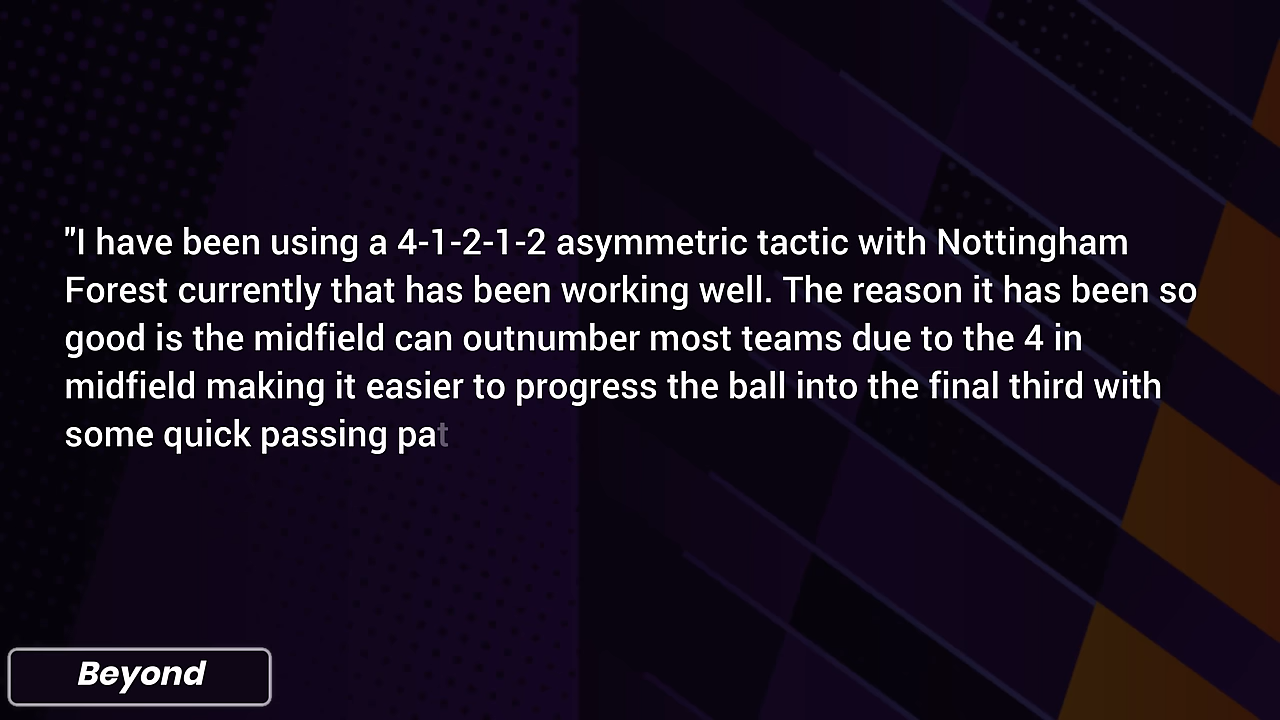 "I have been using a 4-1-2-1-2 asymmetric tactic with Nottingham
Forest currently that has been working well. The reason it has been so
good is the midfield can outnumber most teams due to the 4 in
midfield making it easier to progress the ball into the final third with
some quick passing pat
Beyond